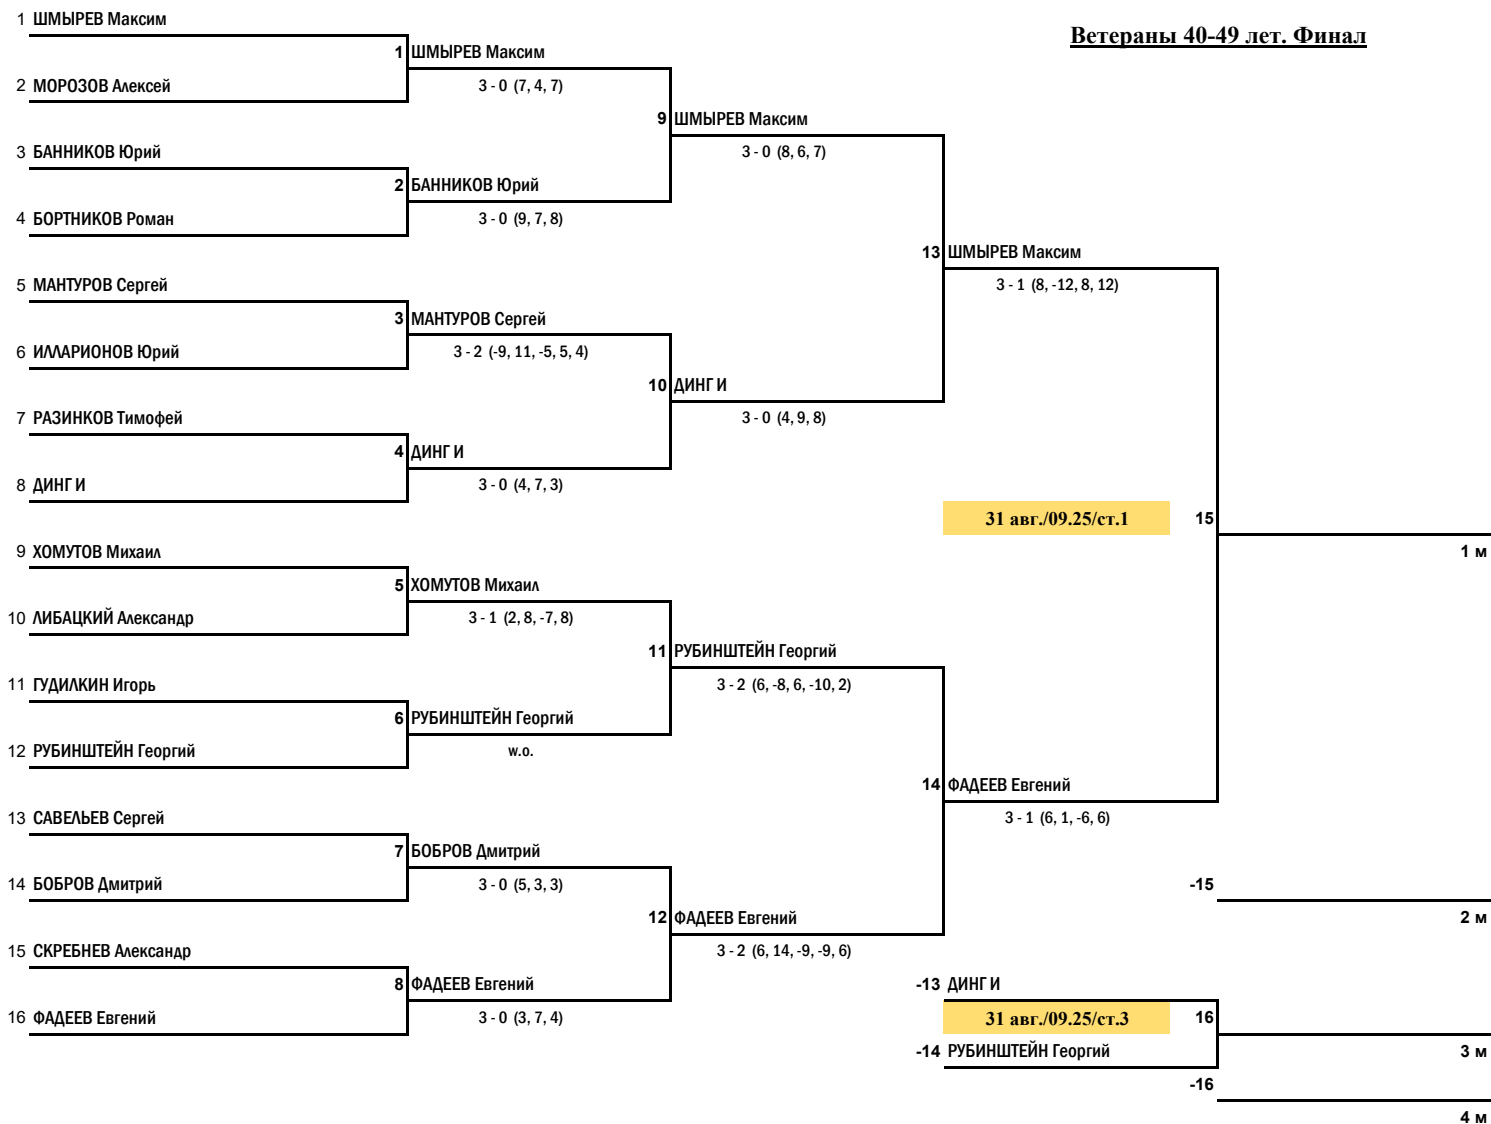 1 ШМЫРЕВ Максим
Ветераны 40-49 лет. Финал
1 ШМЫРЕВ Максим
2 МОРОЗОВ Алексей
3 - 0 (7, 4, 7)
9 ШМЫРЕВ Максим
3 БАННИКОВ Юрий
3 - 0 (8, 6, 7)
2 БАННИКОВ Юрий
4 БОРТНИКОВ Роман
3 - 0 (9, 7, 8)
13 ШМЫРЕВ Максим
5 МАНТУРОВ Сергей
3 - 1 (8, -12, 8, 12)
3 МАНТУРОВ Сергей
6 ИЛЛАРИОНОВ Юрий
3 - 2 (-9, 11, -5, 5, 4)
10 ДИНГ И
7 РАЗИНКОВ Тимофей
3 - 0 (4, 9, 8)
4 ДИНГ И
8 ДИНГ И
3 - 0 (4, 7, 3)
31 авг./09.25/ст.1
15
9 ХОМУТОВ Михаил
1 м
5 ХОМУТОВ Михаил
10 ЛИБАЦКИЙ Александр
3 - 1 (2, 8, -7, 8)
11 РУБИНШТЕЙН Георгий
11 ГУДИЛКИН Игорь
3 - 2 (6, -8, 6, -10, 2)
6 РУБИНШТЕЙН Георгий
12 РУБИНШТЕЙН Георгий
w.o.
14 ФАДЕЕВ Евгений
13 САВЕЛЬЕВ Сергей
3 - 1 (6, 1, -6, 6)
7 БОБРОВ Дмитрий
14 БОБРОВ Дмитрий
3 - 0 (5, 3, 3)
-15
12 ФАДЕЕВ Евгений
2 м
15 СКРЕБНЕВ Александр
3 - 2 (6, 14, -9, -9, 6)
8 ФАДЕЕВ Евгений
-13 ДИНГ И
16 ФАДЕЕВ Евгений
3 - 0 (3, 7, 4)
31 авг./09.25/ст.3
16
-14 РУБИНШТЕЙН Георгий
3 м
-16
4 м